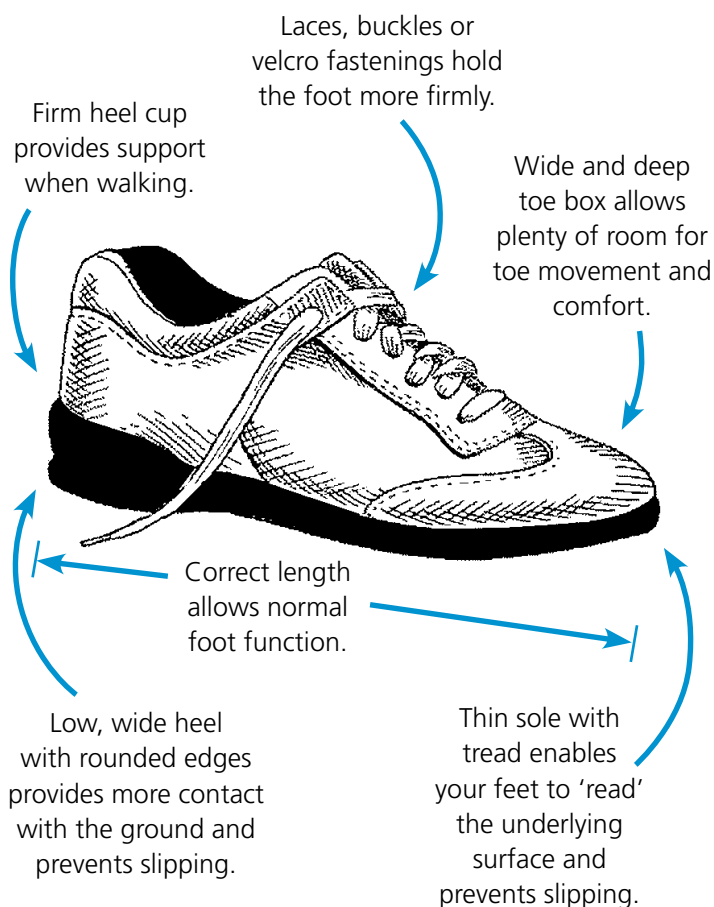 Laces, buckles or
velcro fastenings hold
the foot more firmly.
Firm heel cup
provides support
when walking.
Wide and deep
toe box allows
plenty of room for
toe movement and
comfort.
Correct length
allows normal
foot function.
Low, wide heel
with rounded edges
provides more contact
with the ground and
prevents slipping.
Thin sole with
tread enables
your feet to ‘read’
the underlying
surface and
prevents slipping.